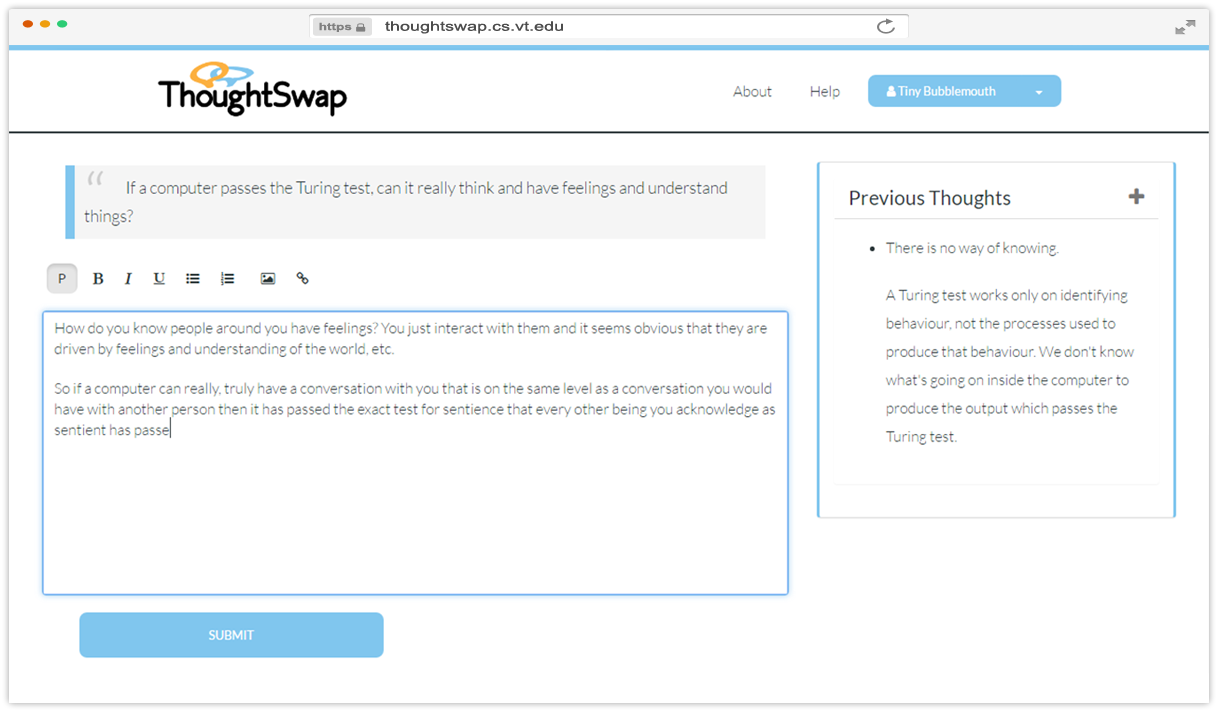 https thoughtswap.cs.vt.edu
ThoughtSwap
About Help Tiny Bubblemouth
“ If a computer passes the Turing test, can it really think and have feelings and understand
things?
P B I U
How do you know people around you have feelings? You just interact with them and it seems obvious that they are
driven by feelings and understanding of the world, etc.
So if a computer can really, truly have a conversation with you that is on the same level as a conversation you would
have with another person then it has passed the exact test for sentience that every other being you acknowledge as
sentient has passe
SUBMIT
Previous Thoughts
• There is no way of knowing.
A Turing test works only on identifying
behaviour, not the processes used to
produce that behaviour. We don't know
what's going on inside the computer to
produce the output which passes the
Turing test.